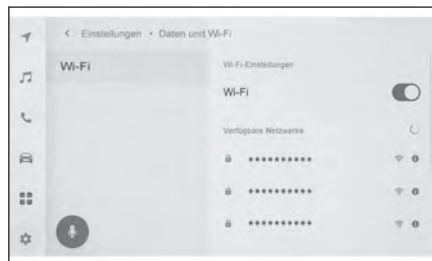 < Einstellungen • Daten und Wi-Fi
Wi-Fi
Wi-Fi-Einstellungen
Wi-Fi
Verfügbare Netzwerke
••••••••••
••••••••••
••••••••••